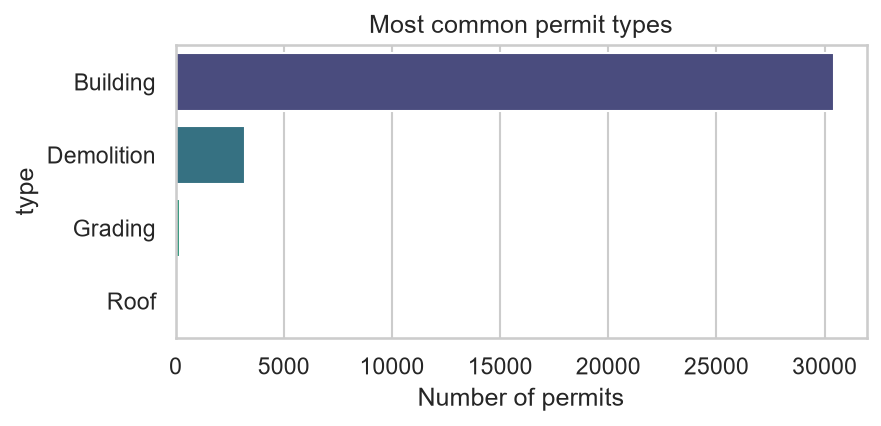 Most common permit types
Building
Demolition
Grading
Roof
type
0 5000 10000 15000 20000 25000 30000
Number of permits